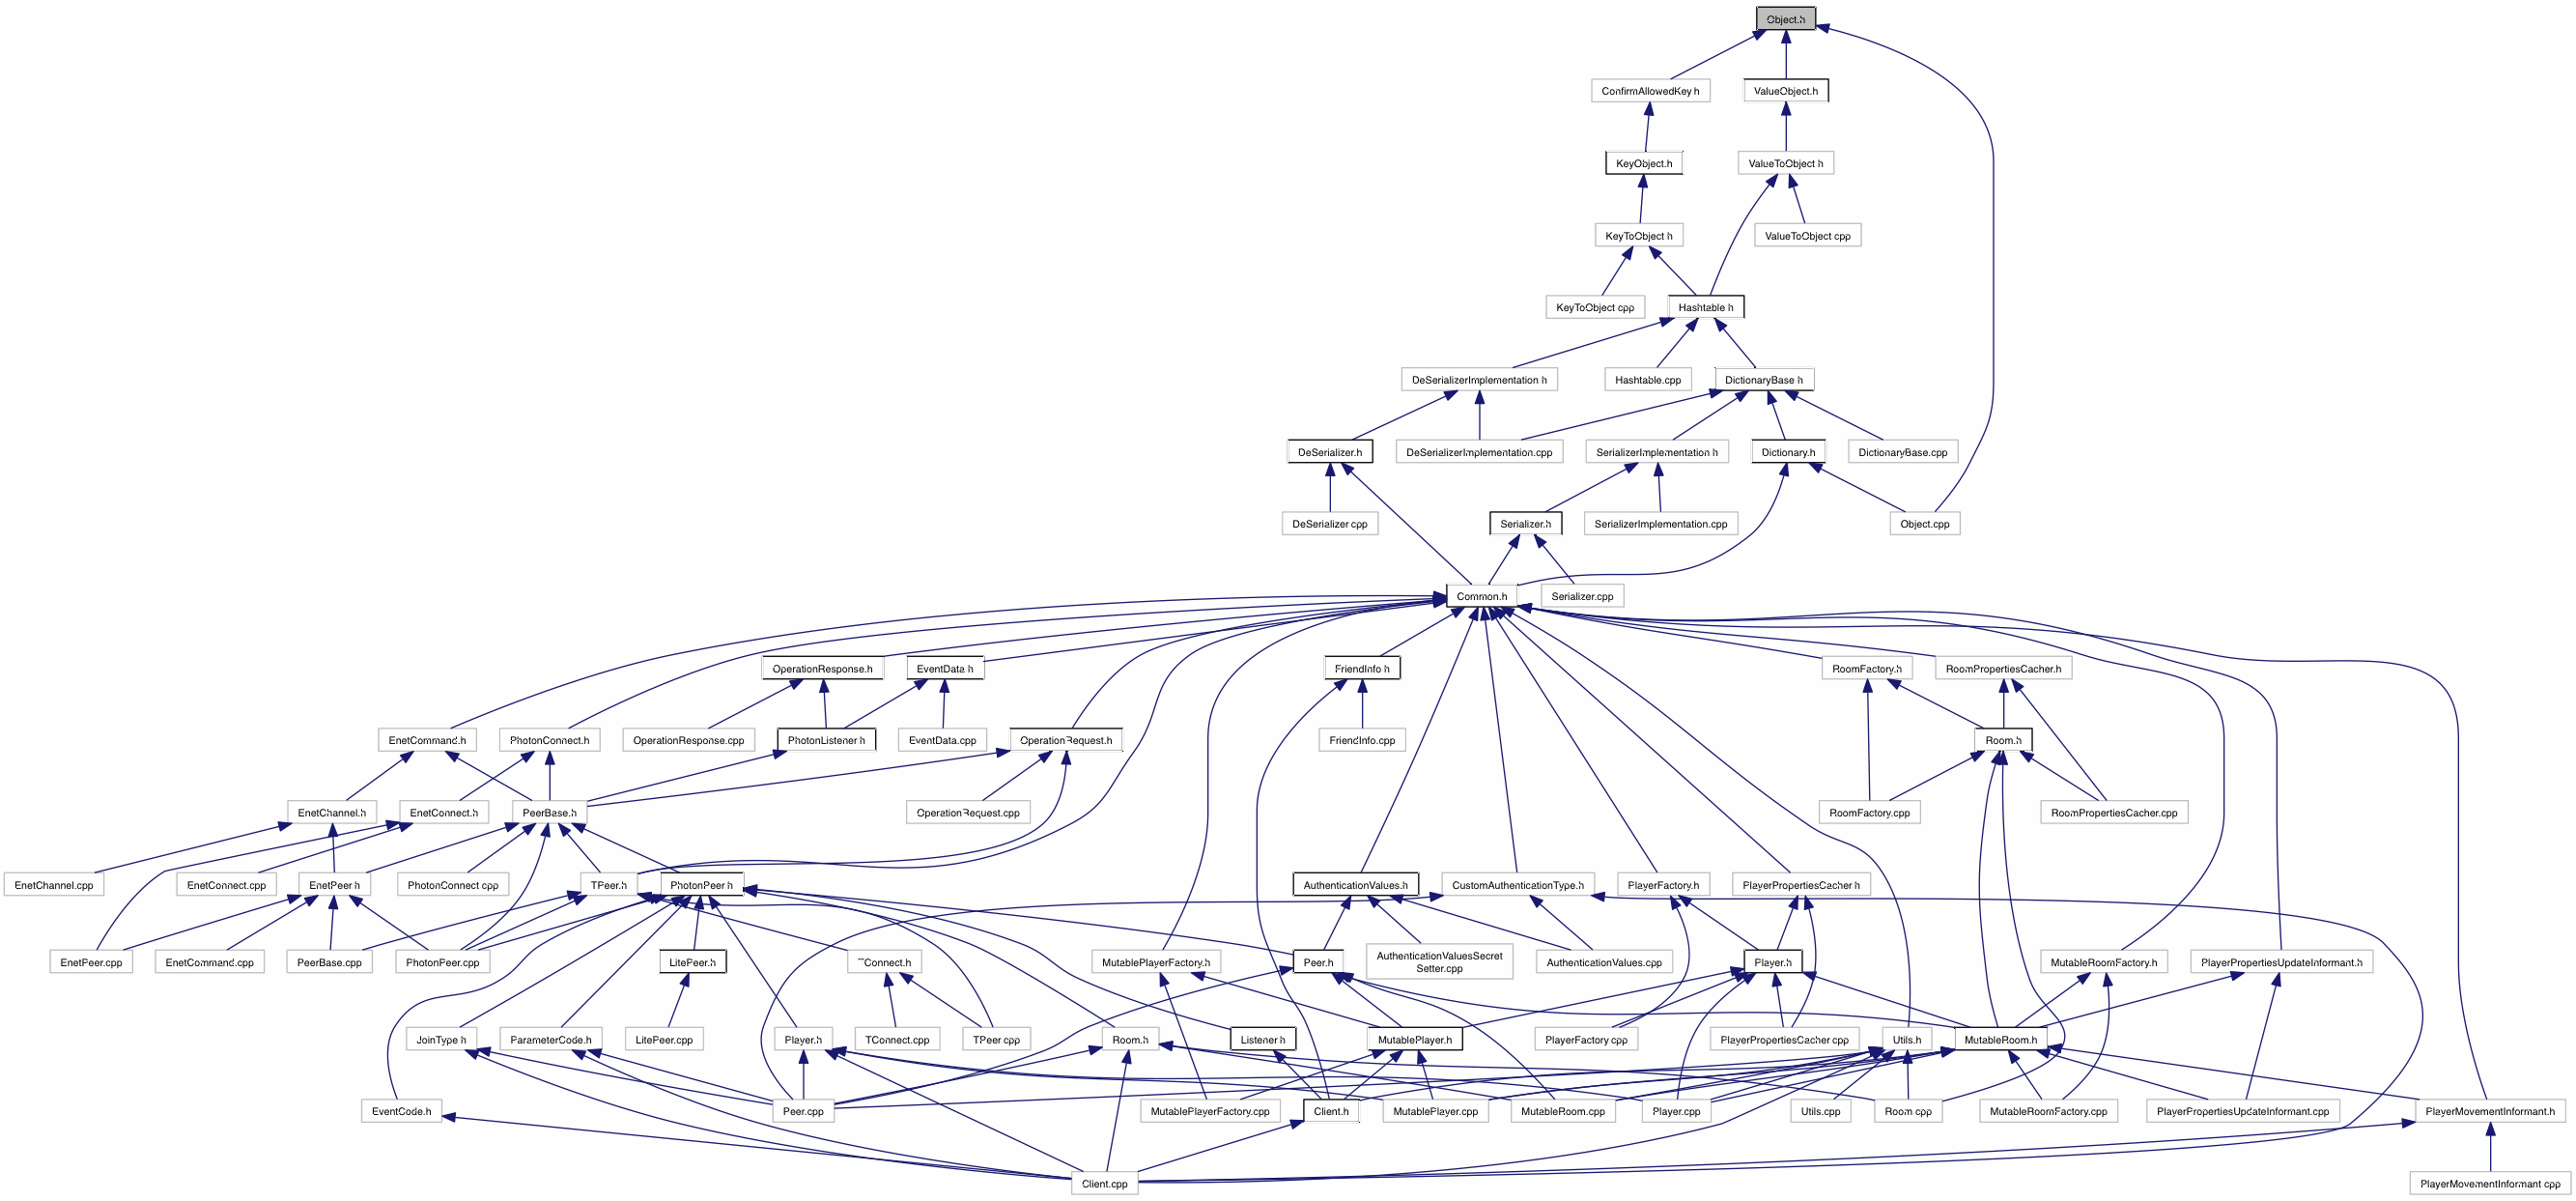 Object.h
ConfirmAllowedKey.h
ValueObject.h
KeyObject.h
ValueToObject.h
KeyToObject.h
ValueToObject.cpp
KeyToObject.cpp
Hashtable.h
DeSerializerImplementation.h
Hashtable.cpp
DictionaryBase.h
DeSerializer.h
DeSerializerImplementation.cpp
SerializerImplementation.h
Dictionary.h
DictionaryBase.cpp
DeSerializer.cpp
Serializer.h
SerializerImplementation.cpp
Object.cpp
Common.h
Serializer.cpp
OperationResponse.h
EventData.h
FriendInfo.h
RoomFactory.h
RoomPropertiesCacher.h
EnetCommand.h
PhotonConnect.h
OperationResponse.cpp
PhotonListener.h
EventData.cpp
OperationRequest.h
FriendInfo.cpp
Room.h
EnetChannel.h
EnetConnect.h
PeerBase.h
OperationRequest.cpp
RoomFactory.cpp
RoomPropertiesCacher.cpp
EnetChannel.cpp
EnetConnect.cpp
EnetPeer.h
PhotonConnect.cpp
TPeer.h
PhotonPeer.h
AuthenticationValues.h
CustomAuthenticationType.h
PlayerFactory.h
PlayerPropertiesCacher.h
EnetPeer.cpp
EnetCommand.cpp
PeerBase.cpp
PhotonPeer.cpp
LitePeer.h
TConnect.h
MutablePlayerFactory.h
Peer.h
AuthenticationValuesSecret
Setter.cpp
AuthenticationValues.cpp
Player.h
MutableRoomFactory.h
PlayerPropertiesUpdateInformant.h
JoinType.h
ParameterCode.h
LitePeer.cpp
Player.h
TConnect.cpp
TPeer.cpp
Room.h
Listener.h
MutablePlayer.h
PlayerFactory.cpp
PlayerPropertiesCacher.cpp
Utils.h
MutableRoom.h
EventCode.h
Peer.cpp
MutablePlayerFactory.cpp
Client.h
MutablePlayer.cpp
MutableRoom.cpp
Player.cpp
Utils.cpp
Room.cpp
MutableRoomFactory.cpp
PlayerPropertiesUpdateInformant.cpp
PlayerMovementInformant.h
Client.cpp
PlayerMovementInformant.cpp